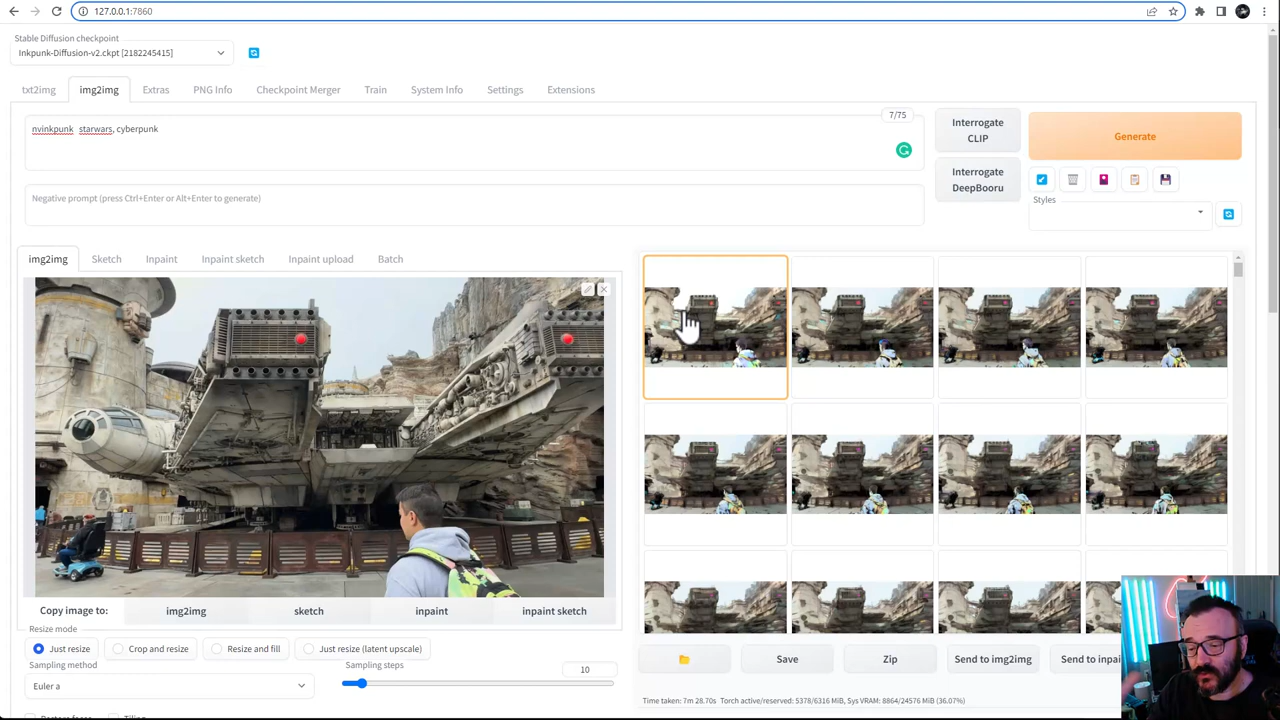 127.0.0.1:7860
Stable Diffusion checkpoint
Inkpunk-Diffusion-v2.ckpt [2182245415]
txt2img
img2img
Extras
PNG Info
Checkpoint Merger
Train
System Info
Settings
Extensions
nvinkpunk starwars, cyberpunk
7/75
Interrogate
CLIP
Generate
Interrogate
DeepBooru
Negative prompt (press Ctrl+Enter or Alt+Enter to generate)
Styles
img2img
Sketch
Inpaint
Inpaint sketch
Inpaint upload
Batch
Copy image to:
img2img
sketch
inpaint
inpaint sketch
Resize mode
Just resize
Crop and resize
Resize and fill
Just resize (latent upscale)
Sampling method
Sampling steps
10
Euler a
Save
Zip
Send to img2img
Send to inpai
Time taken: 7m 28.70s Torch active/reserved: 5378/6316 MiB, Sys VRAM: 8864/24576 MiB (36.07%)